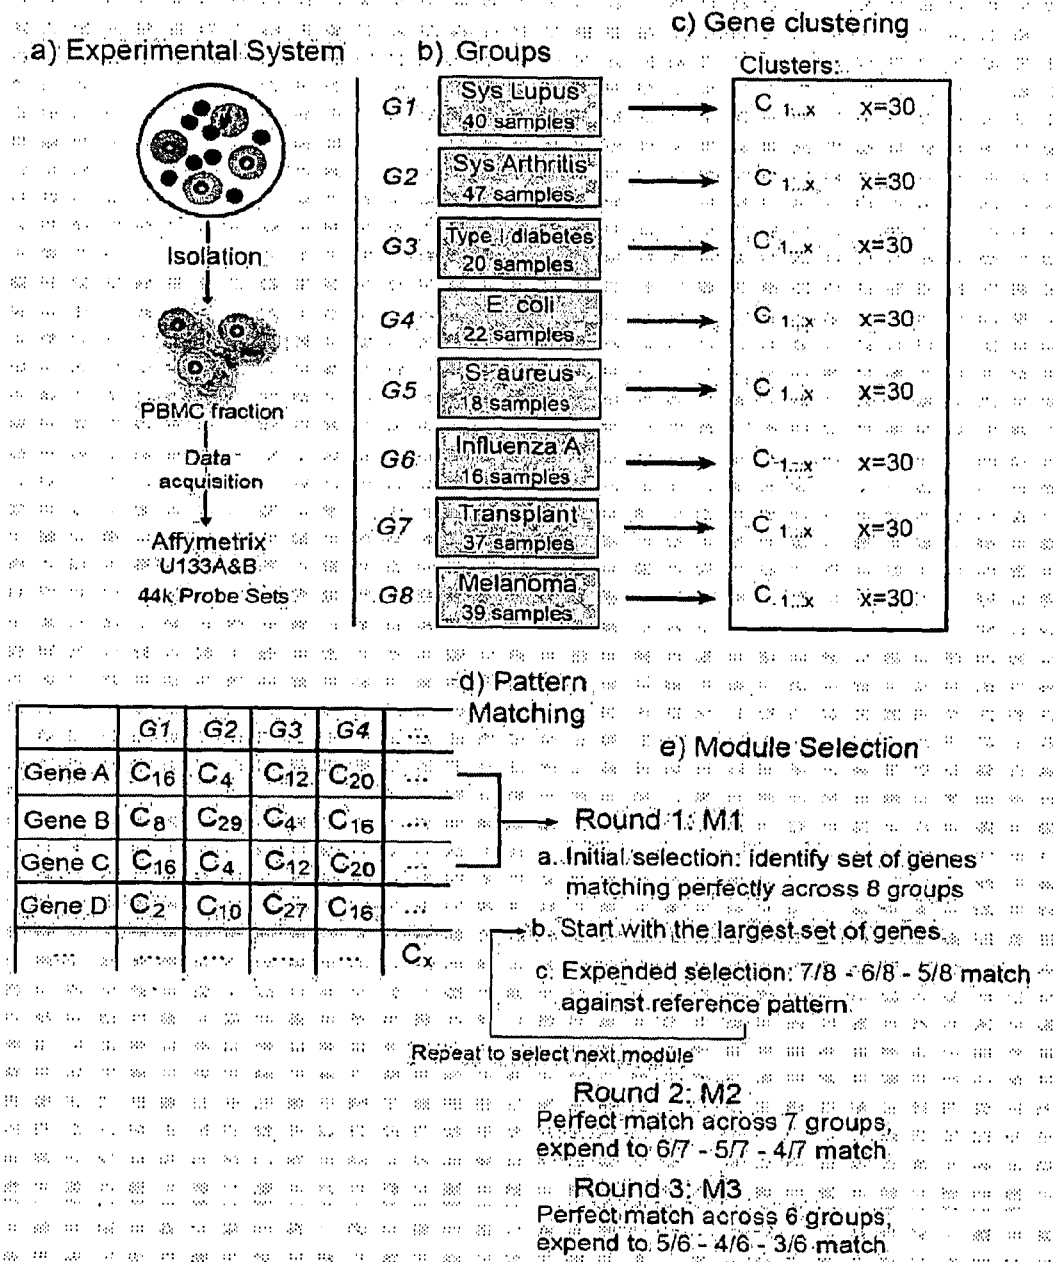 c) Gene clustering
a) Experimental System
b) Groups
Clusters:
G1 Sys Lupus 40 samples C 1...x x=30
G2 Sys Arthritis 47 samples C 1...x x=30
G3 Type I diabetes 20 samples C 1...x x=30
G4 E. coli 22 samples C 1...x x=30
G5 S. aureus 18 samples C 1...x x=30
G6 Influenza A 16 samples C 1...x x=30
G7 Transplant 37 samples C 1...x x=30
G8 Melanoma 39 samples C 1...x x=30
Isolation
PBMC fraction
Data
acquisition
Affymetrix
U133A&B
44k Probe Sets
d) Pattern
Matching
G1 G2 G3 G4 ...
Gene A C16 C4 C12 C20 ...
Gene B C8 C29 C4 C16 ...
Gene C C16 C4 C12 C20 ...
Gene D C2 C10 C27 C16 ...
.... .... .... .... ... Cx
e) Module Selection
Round 1: M1
a. Initial selection: identify set of genes
matching perfectly across 8 groups
b. Start with the largest set of genes
c. Expended selection: 7/8 - 6/8 - 5/8 match
against reference pattern.
Repeat to select next module
Round 2: M2
Perfect match across 7 groups,
expend to 6/7 - 5/7 - 4/7 match
Round 3: M3
Perfect match across 6 groups,
expend to 5/6 - 4/6 - 3/6 match